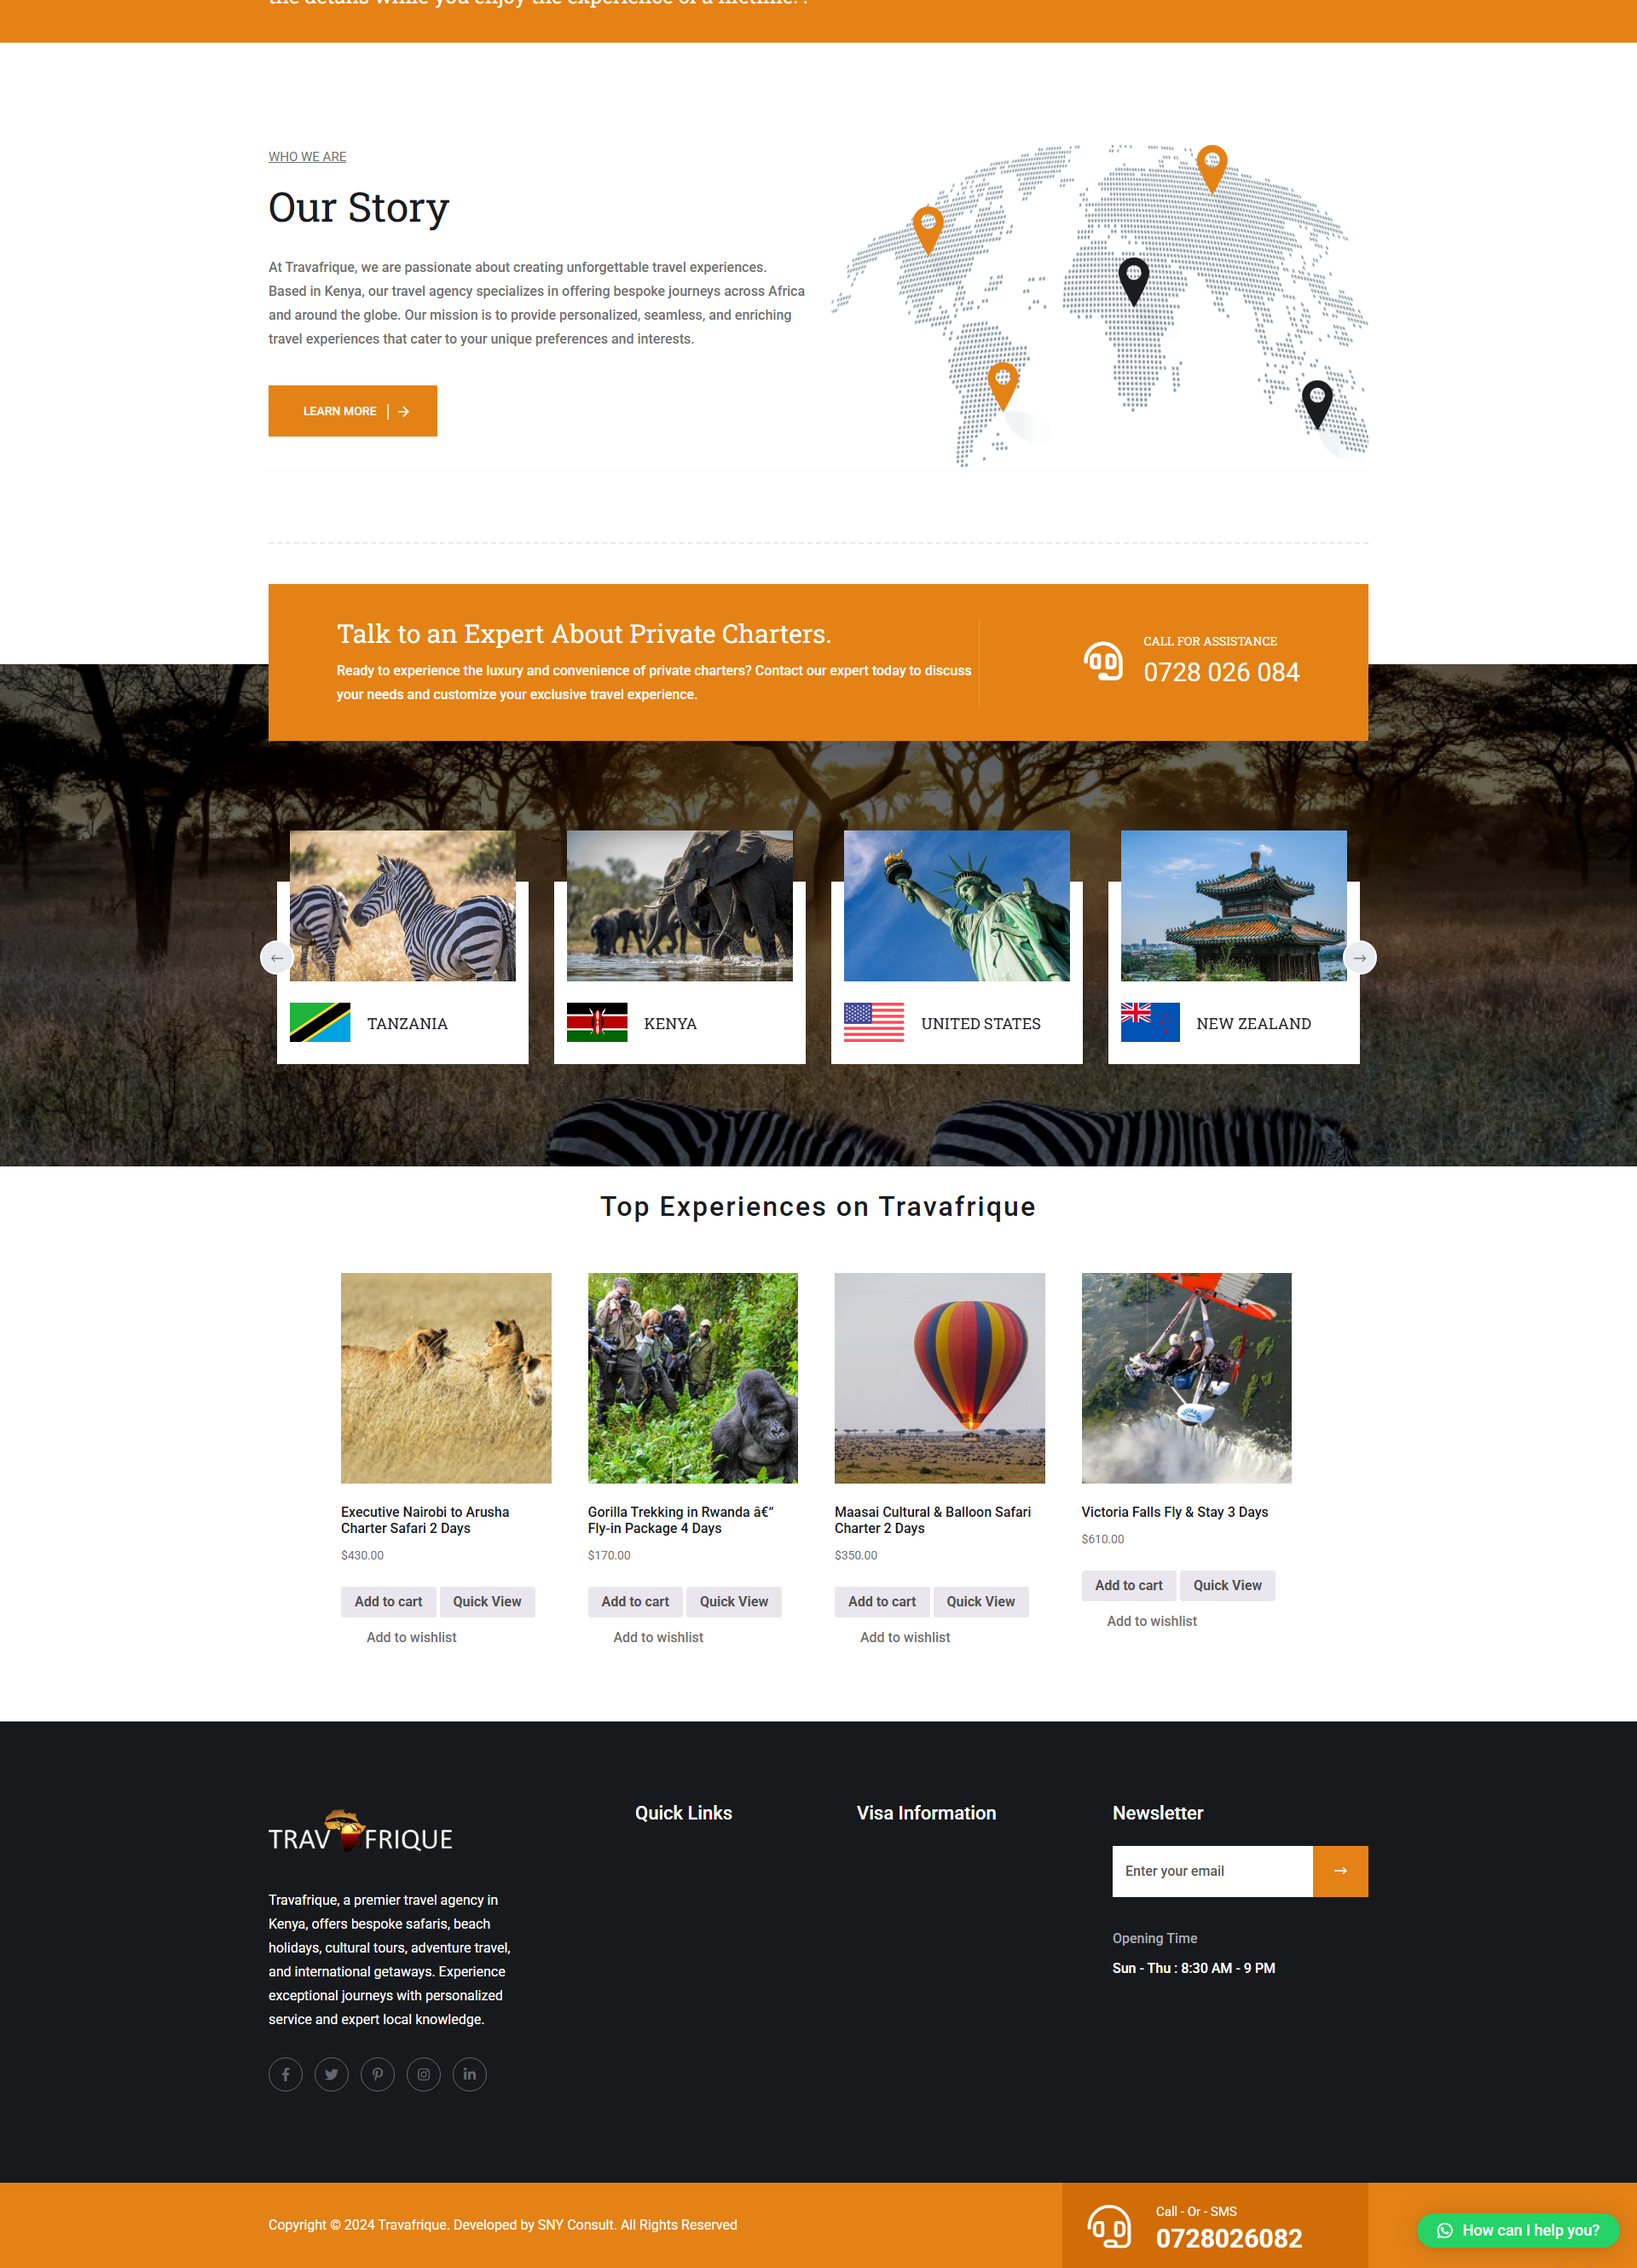 WHO WE ARE
Our Story
At Travafrique, we are passionate about creating unforgettable travel experiences.
Based in Kenya, our travel agency specializes in offering bespoke journeys across Africa
and around the globe. Our mission is to provide personalized, seamless, and enriching
travel experiences that cater to your unique preferences and interests.
LEARN MORE
Talk to an Expert About Private Charters.
Ready to experience the luxury and convenience of private charters? Contact our expert today to discuss
your needs and customize your exclusive travel experience.
CALL FOR ASSISTANCE
0728 026 084
TANZANIA
KENYA
UNITED STATES
NEW ZEALAND
Top Experiences on Travafrique
Executive Nairobi to Arusha
Charter Safari 2 Days
$430.00
Add to cart
Quick View
Add to wishlist
Gorilla Trekking in Rwanda â€“
Fly-in Package 4 Days
$170.00
Add to cart
Quick View
Add to wishlist
Maasai Cultural & Balloon Safari
Charter 2 Days
$350.00
Add to cart
Quick View
Add to wishlist
Victoria Falls Fly & Stay 3 Days
$610.00
Add to cart
Quick View
Add to wishlist
TRAV FRIQUE
Travafrique, a premier travel agency in
Kenya, offers bespoke safaris, beach
holidays, cultural tours, adventure travel,
and international getaways. Experience
exceptional journeys with personalized
service and expert local knowledge.
Quick Links
Visa Information
Newsletter
Enter your email
Opening Time
Sun - Thu : 8:30 AM - 9 PM
Copyright © 2024 Travafrique. Developed by SNY Consult. All Rights Reserved
Call - Or - SMS
0728026082
How can I help you?